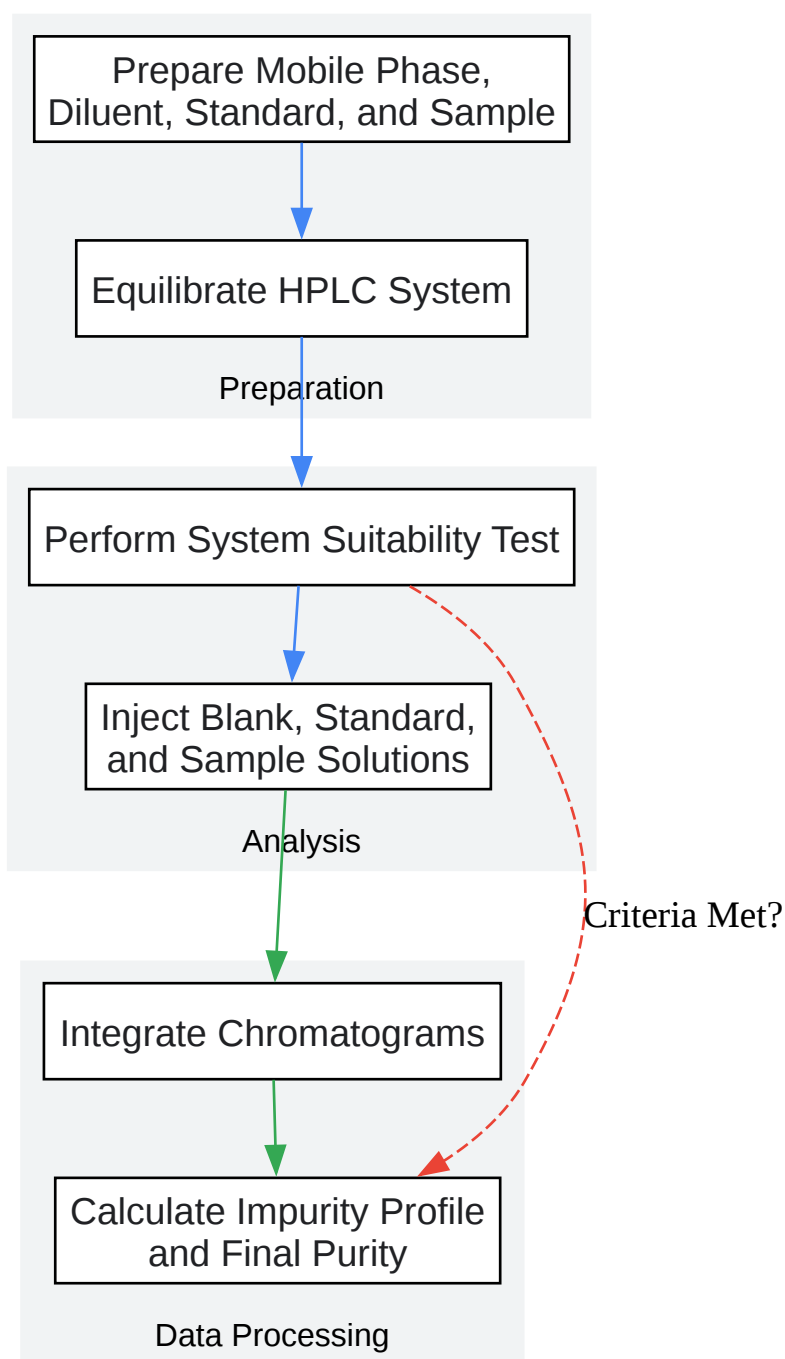 Prepare Mobile Phase,
Diluent, Standard, and Sample
Equilibrate HPLC System
Preparation
Perform System Suitability Test
Inject Blank, Standard,
and Sample Solutions
Analysis
Criteria Met?
Integrate Chromatograms
Calculate Impurity Profile
and Final Purity
Data Processing